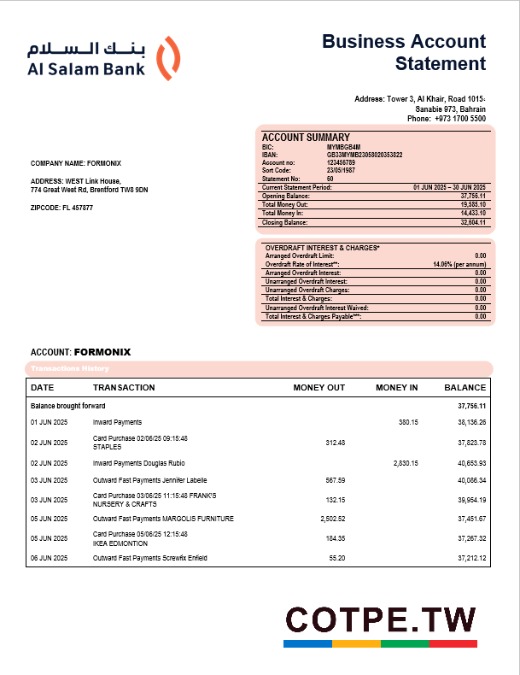 بنك السلام
Al Salam Bank
Business Account
Statement
Address: Tower 3, Al Khair, Road 1015،
Sanabis 973, Bahrain
Phone: +973 1700 5500
COMPANY NAME: FORMONIX
ADDRESS: WEST Link House,
774 Great West Rd, Brentford TW8 9DN
ZIPCODE: FL 457877
ACCOUNT SUMMARY
BIC: MYMBGB4M
IBAN: GB33MYMB23058020353822
Account no: 123456789
Sort Code: 23/05/1987
Statement No: 60
Current Statement Period: 01 JUN 2025 – 30 JUN 2025
Opening Balance: 37,756.11
Total Money Out: 19,585.10
Total Money In: 14,433.10
Closing Balance: 32,604.11
OVERDRAFT INTEREST & CHARGES*
Arranged Overdraft Limit: 0.00
Overdraft Rate of Interest**: 14.06% (per annum)
Arranged Overdraft Interest: 0.00
Unarranged Overdraft Interest: 0.00
Unarranged Overdraft Charges: 0.00
Total Interest & Charges: 0.00
Unarranged Overdraft Interest Waived: 0.00
Total Interest & Charges Payable***: 0.00
ACCOUNT: FORMONIX
Transactions History
DATE TRANSACTION MONEY OUT MONEY IN BALANCE
Balance brought forward 37,756.11
01 JUN 2025 Inward Payments 380.15 38,136.26
02 JUN 2025 Card Purchase 02/06/25 09:15:48 STAPLES 312.48 37,823.78
02 JUN 2025 Inward Payments Douglas Rubio 2,830.15 40,653.93
03 JUN 2025 Outward Fast Payments Jennifer Labelle 567.59 40,086.34
03 JUN 2025 Card Purchase 03/06/25 11:15:48 FRANK'S NURSERY & CRAFTS 132.15 39,954.19
05 JUN 2025 Outward Fast Payments MARGOLIS FURNITURE 2,502.52 37,451.67
05 JUN 2025 Card Purchase 05/06/25 12:15:48 IKEA EDMONTION 184.35 37,267.32
06 JUN 2025 Outward Fast Payments Screwfix Enfield 55.20 37,212.12
COTPE.TW